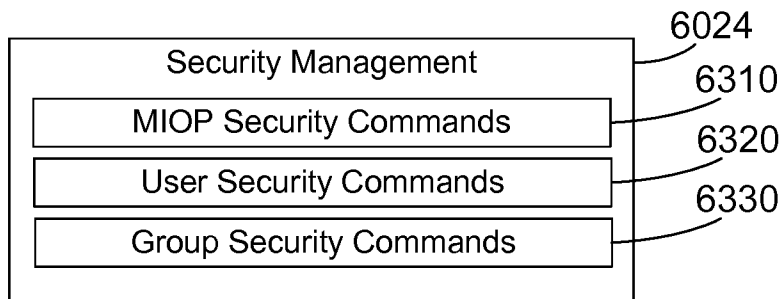 6024
Security Management
6310
MIOP Security Commands
6320
User Security Commands
6330
Group Security Commands